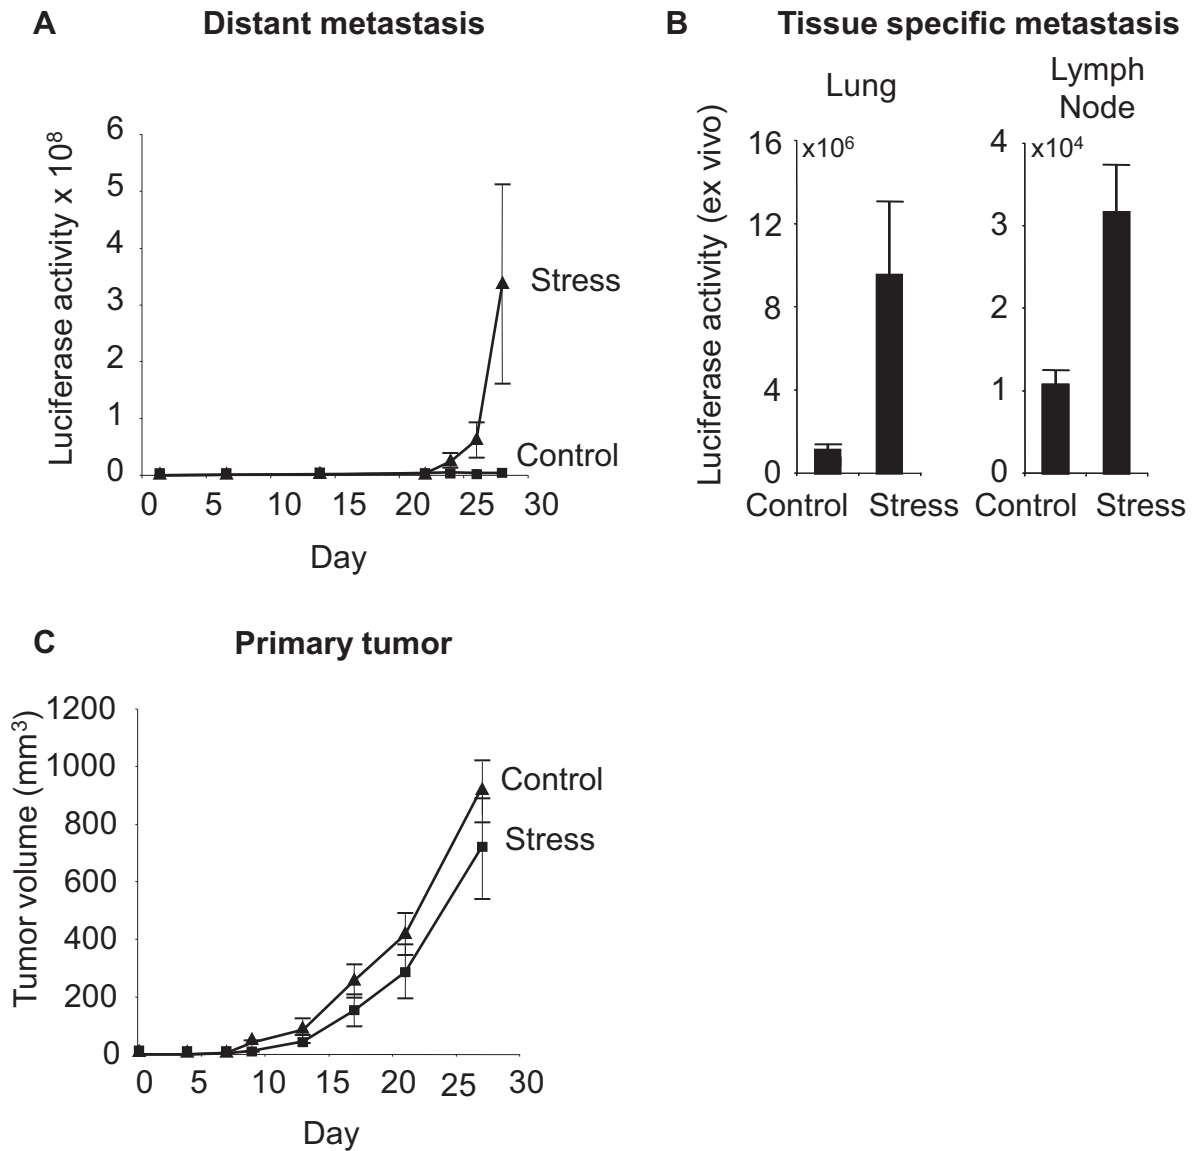 A
Distant metastasis
Luciferase activity x 10⁸
6
5
4
3
2
1
0
Stress
Control
0 5 10 15 20 25 30
Day
B
Tissue specific metastasis
Luciferase activity (ex vivo)
Lung
16
12
8
4
0
x10⁶
Control Stress
Lymph
Node
4
3
2
1
0
x10⁴
Control Stress
C
Primary tumor
Tumor volume (mm³)
1200
1000
800
600
400
200
0
Control
Stress
0 5 10 15 20 25 30
Day